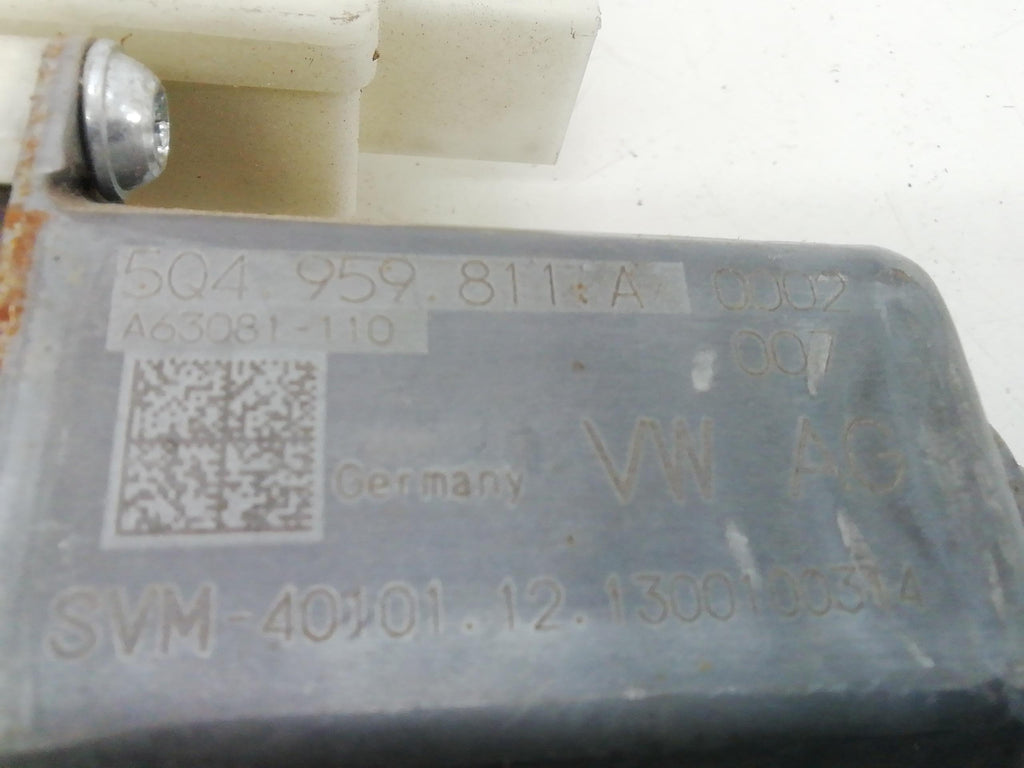 5Q4 959 811 A 0002
A63081-110 007
Germany VW AG
SVM-40101.12.1300100314